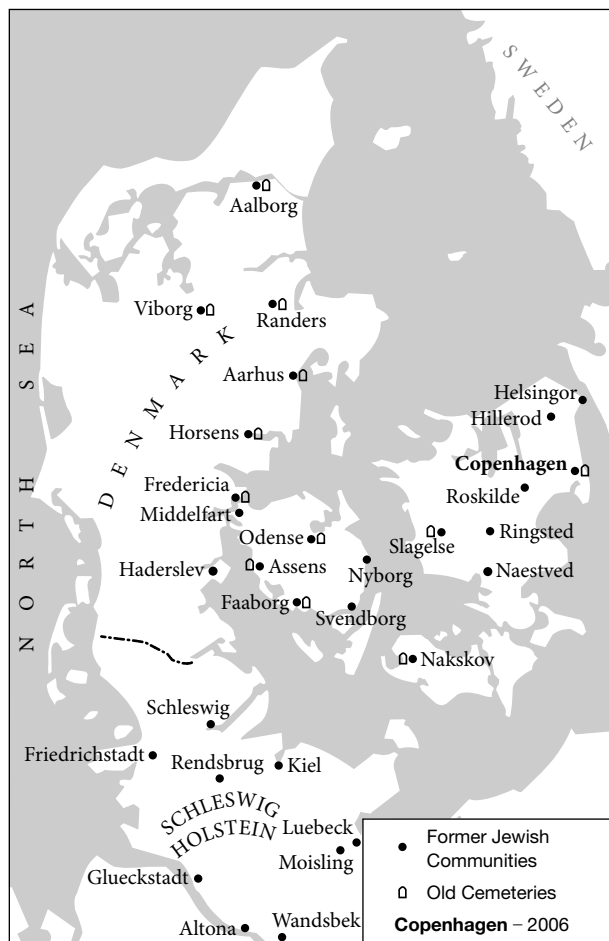 SWEDEN
Aalborg
Viborg
Randers
NORTH SEA
DENMARK
Aarhus
Helsingor
Hillerod
Horsens
Copenhagen
Fredericia
Roskilde
Middelfart
Odense
Slagelse
Ringsted
Haderslev
Assens
Nyborg
Naestved
Faaborg
Svendborg
Nakskov
Schleswig
Friedrichstadt
Rendsbrug
Kiel
SCHLESWIG
HOLSTEIN
Luebeck
Moisling
Glueckstadt
Altona
Wandsbek
Former Jewish
Communities
Old Cemeteries
Copenhagen – 2006